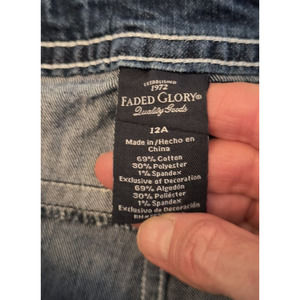 ESTABLISHED
1972
FADED GLORY®
Quality Goods
12A
Made in/Hecho en
China
69% Cotton
30% Polyester
1% Spandex
Exclusive of Decoration
69% Algodón
30% Poliéster
1% Spandex
Exclusivo de Decoración